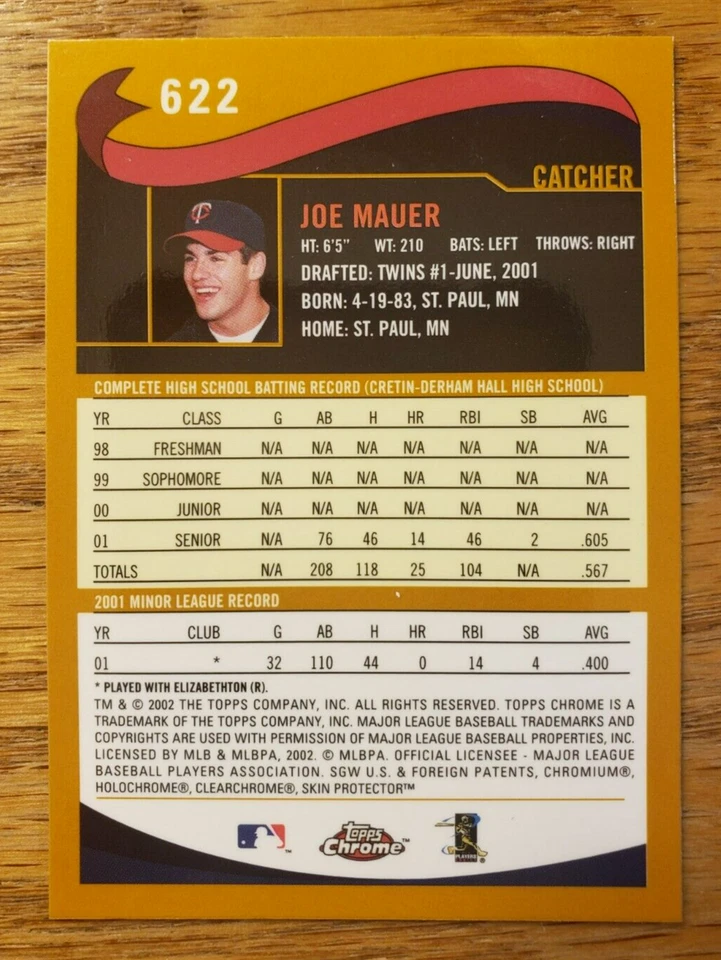 622
CATCHER
JOE MAUER
HT: 6'5" WT: 210 BATS: LEFT THROWS: RIGHT
DRAFTED: TWINS #1-JUNE, 2001
BORN: 4-19-83, ST. PAUL, MN
HOME: ST. PAUL, MN
COMPLETE HIGH SCHOOL BATTING RECORD (CRETIN-DERHAM HALL HIGH SCHOOL)
YR CLASS G AB H HR RBI SB AVG
98 FRESHMAN N/A N/A N/A N/A N/A N/A N/A
99 SOPHOMORE N/A N/A N/A N/A N/A N/A N/A
00 JUNIOR N/A N/A N/A N/A N/A N/A N/A
01 SENIOR N/A 76 46 14 46 2 .605
TOTALS N/A 208 118 25 104 N/A .567
2001 MINOR LEAGUE RECORD
YR CLUB G AB H HR RBI SB AVG
01 * 32 110 44 0 14 4 .400
* PLAYED WITH ELIZABETHTON (R).
TM & © 2002 THE TOPPS COMPANY, INC. ALL RIGHTS RESERVED. TOPPS CHROME IS A
TRADEMARK OF THE TOPPS COMPANY, INC. MAJOR LEAGUE BASEBALL TRADEMARKS AND
COPYRIGHTS ARE USED WITH PERMISSION OF MAJOR LEAGUE BASEBALL PROPERTIES, INC.
LICENSED BY MLB & MLBPA, 2002. © MLBPA. OFFICIAL LICENSEE - MAJOR LEAGUE
BASEBALL PLAYERS ASSOCIATION. SGW U.S. & FOREIGN PATENTS, CHROMIUM®,
HOLOCHROME®, CLEARCHROME®, SKIN PROTECTOR™
Topps
Chrome™
PLAYERS